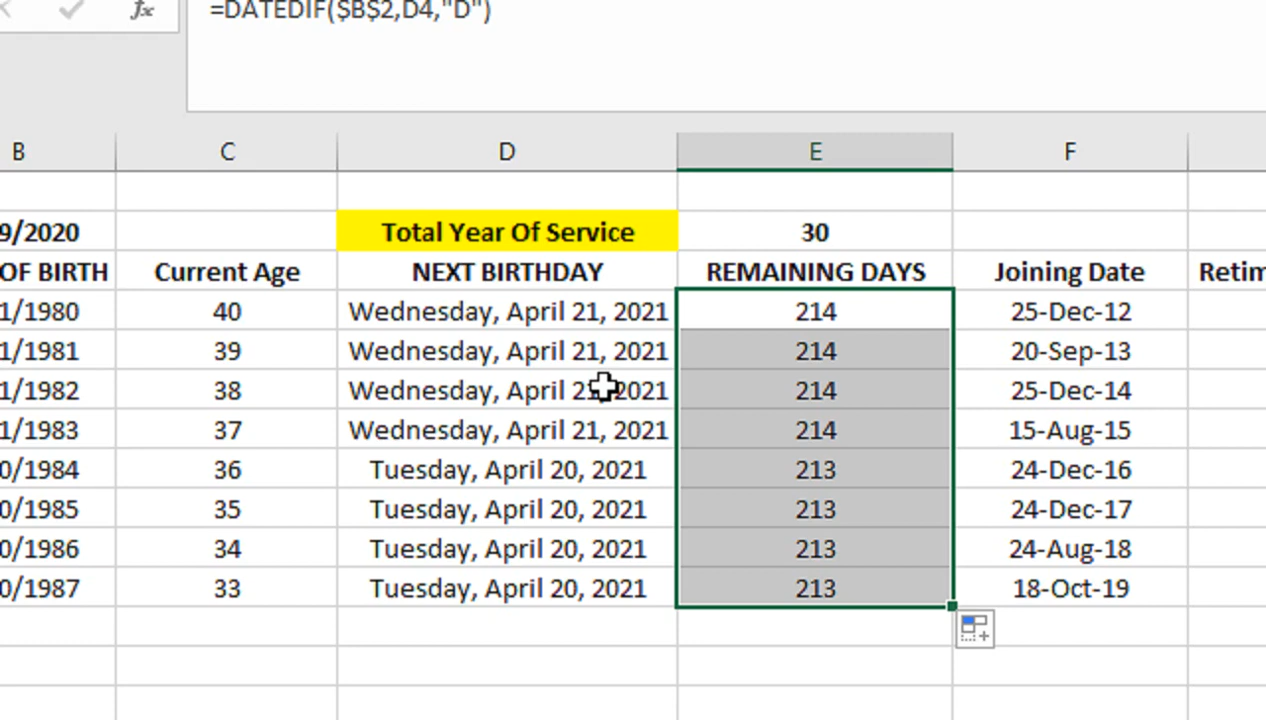 fx =DATEDIF($B$2,D4,"D")
B C D E F
9/2020 Total Year Of Service 30
OF BIRTH Current Age NEXT BIRTHDAY REMAINING DAYS Joining Date Retim
1/1980 40 Wednesday, April 21, 2021 214 25-Dec-12
1/1981 39 Wednesday, April 21, 2021 214 20-Sep-13
1/1982 38 Wednesday, April 21, 2021 214 25-Dec-14
1/1983 37 Wednesday, April 21, 2021 214 15-Aug-15
0/1984 36 Tuesday, April 20, 2021 213 24-Dec-16
0/1985 35 Tuesday, April 20, 2021 213 24-Dec-17
0/1986 34 Tuesday, April 20, 2021 213 24-Aug-18
0/1987 33 Tuesday, April 20, 2021 213 18-Oct-19